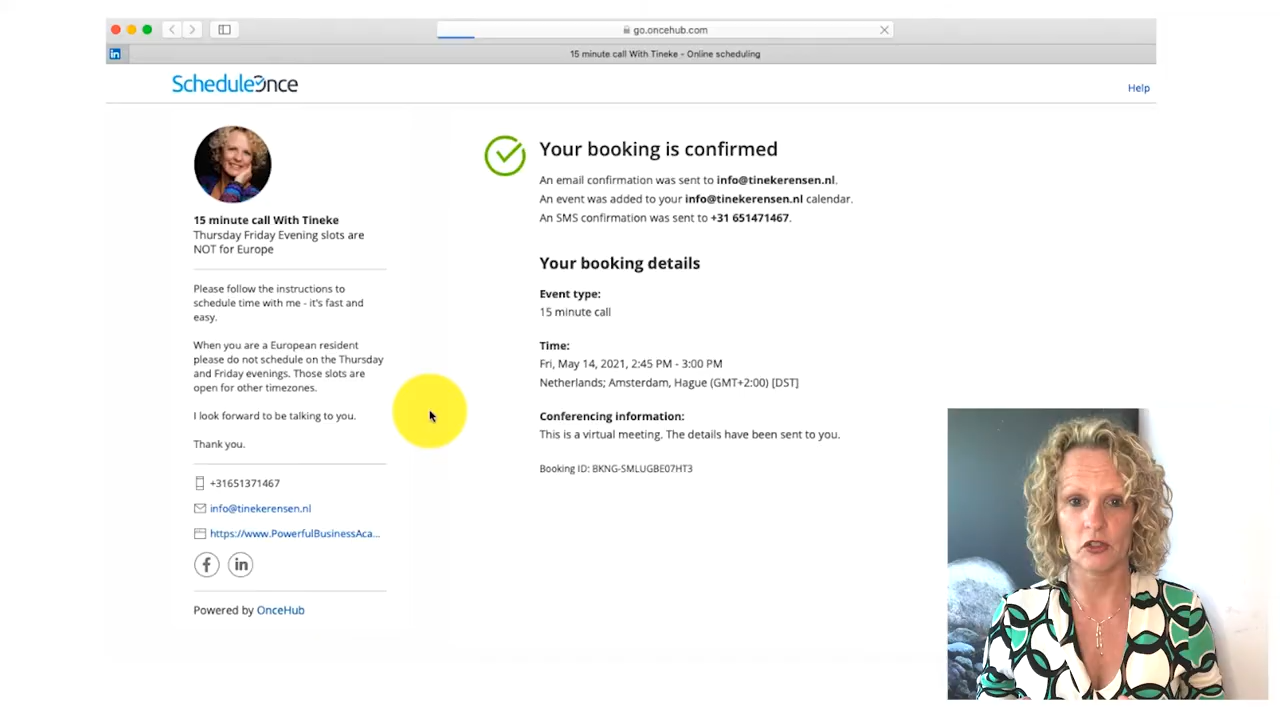 go.oncehub.com
in
15 minute call With Tineke - Online scheduling
ScheduleOnce
Help
15 minute call With Tineke
Thursday Friday Evening slots are
NOT for Europe
Please follow the instructions to
schedule time with me - it's fast and
easy.
When you are a European resident
please do not schedule on the Thursday
and Friday evenings. Those slots are
open for other timezones.
I look forward to be talking to you.
Thank you.
+31651371467
info@tinekerensen.nl
https://www.PowerfulBusinessAca...
f in
Powered by OnceHub
Your booking is confirmed
An email confirmation was sent to info@tinekerensen.nl.
An event was added to your info@tinekerensen.nl calendar.
An SMS confirmation was sent to +31 651471467.
Your booking details
Event type:
15 minute call
Time:
Fri, May 14, 2021, 2:45 PM - 3:00 PM
Netherlands; Amsterdam, Hague (GMT+2:00) [DST]
Conferencing information:
This is a virtual meeting. The details have been sent to you.
Booking ID: BKNG-SMLUGBE07HT3